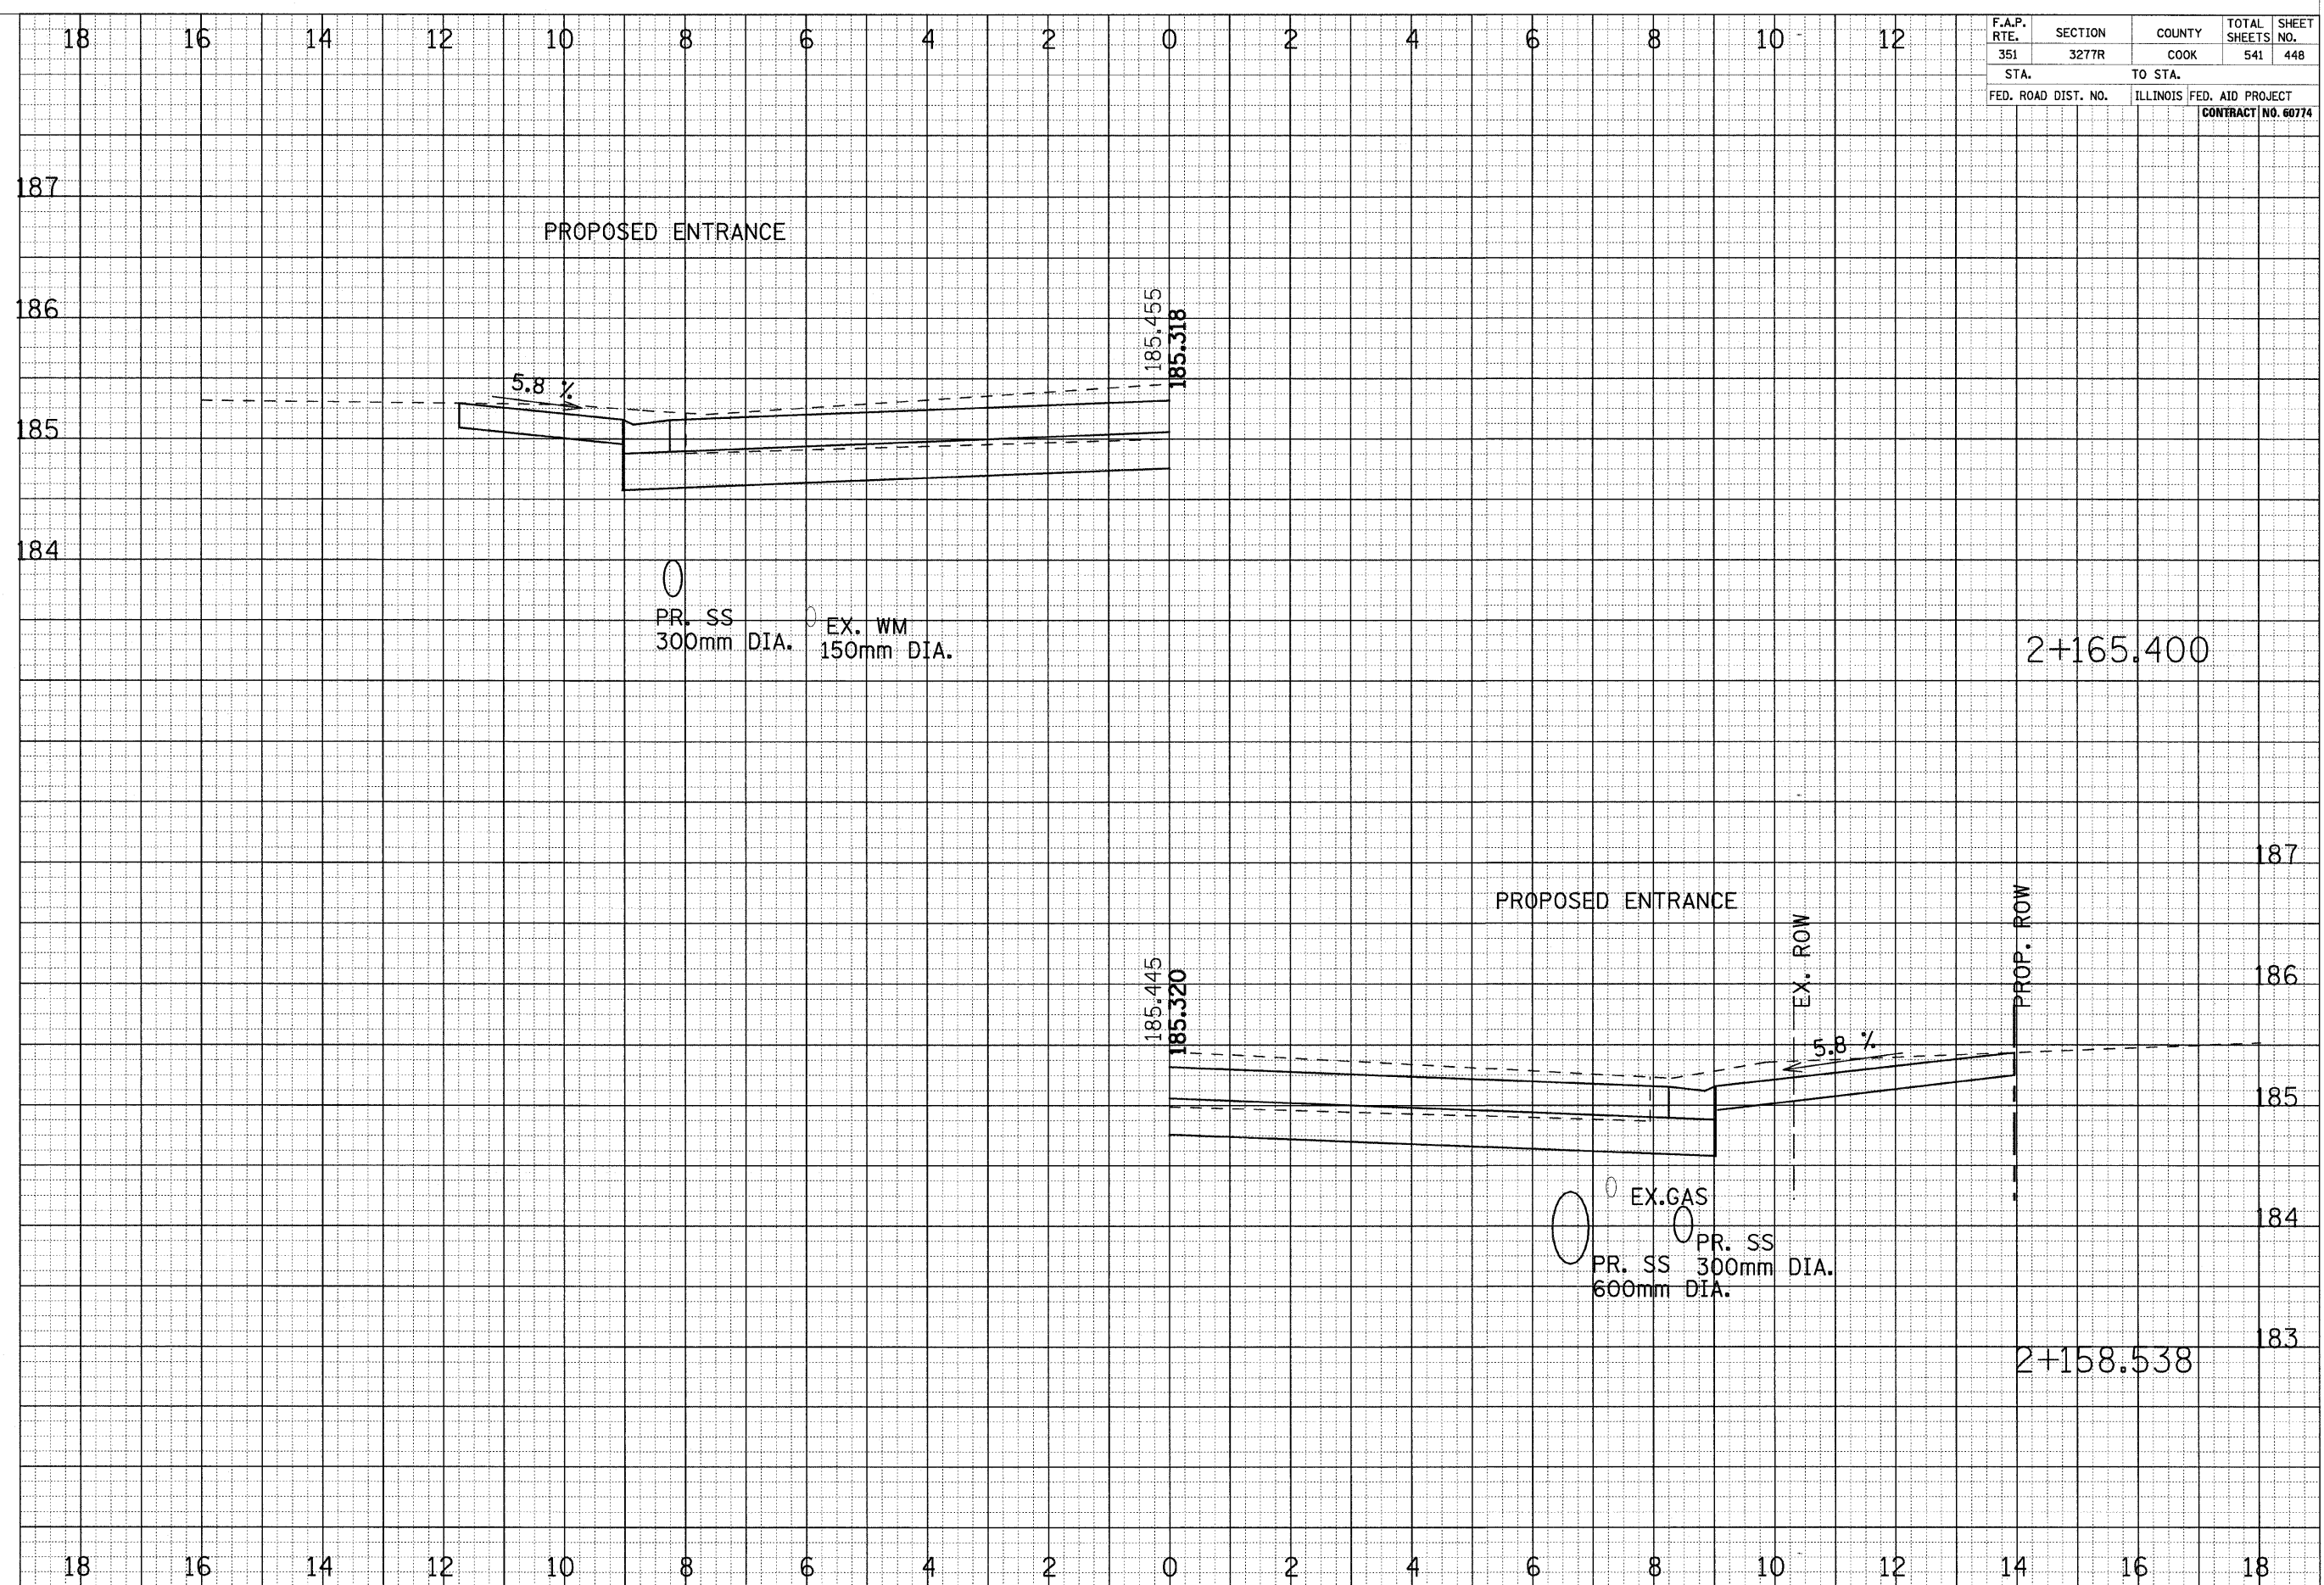 18 16 14 12 10 8 6 4 2 0 2 4 6 8 10 12
F.A.P. RTE. SECTION COUNTY TOTAL SHEETS SHEET NO.
351 3277R COOK 541 448
STA. TO STA.
FED. ROAD DIST. NO. ILLINOIS FED. AID PROJECT
CONTRACT NO. 60774
187
PROPOSED ENTRANCE
186
185.455
185.318
5.8 %
185
184
PR. SS
300mm DIA.
EX. WM
150mm DIA.
2+165.400
187
PROPOSED ENTRANCE
EX. ROW
PROP. ROW
186
185.445
185.320
5.8 %
185
EX.GAS
184
PR. SS
300mm DIA.
PR. SS
600mm DIA.
183
2+158.538
18 16 14 12 10 8 6 4 2 0 2 4 6 8 10 12 14 16 18